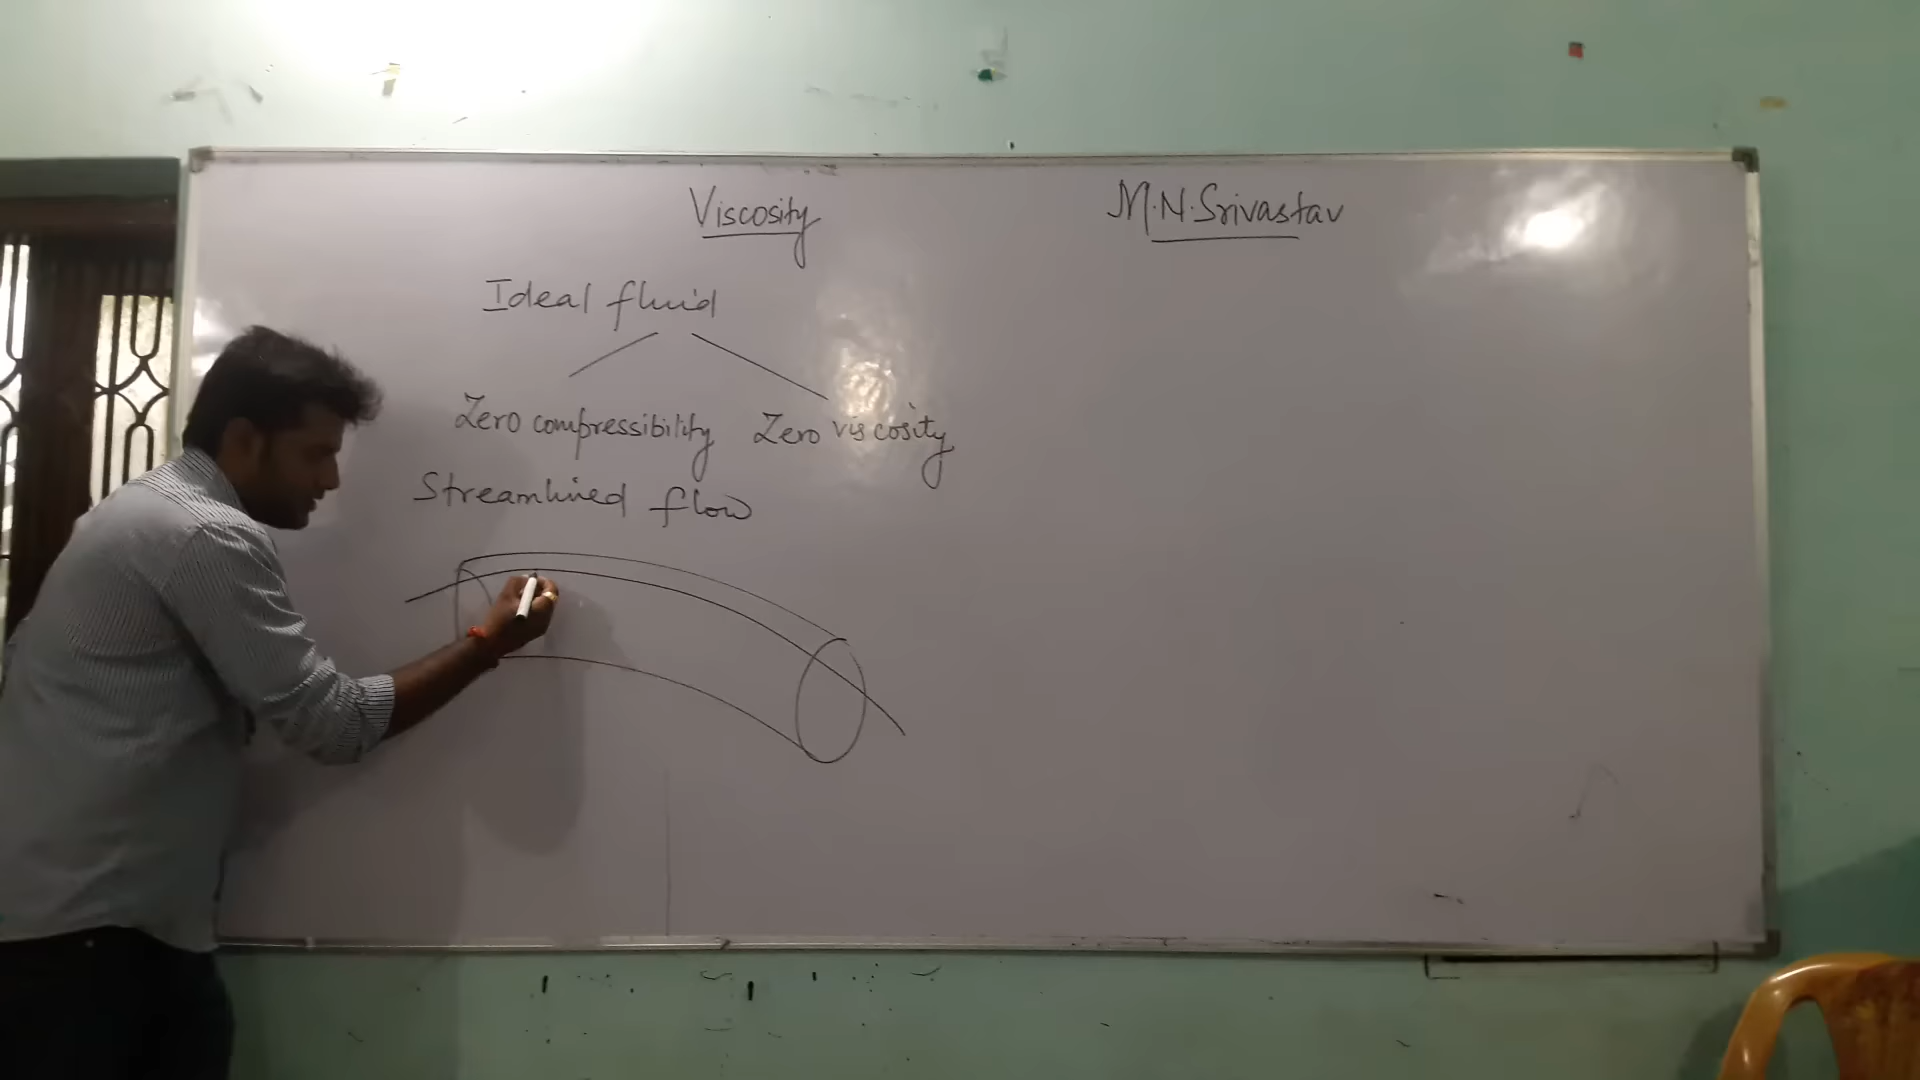 Viscosity
M.N.Srivastav
Ideal fluid
Zero compressibility
Zero viscosity
Streamlined flow